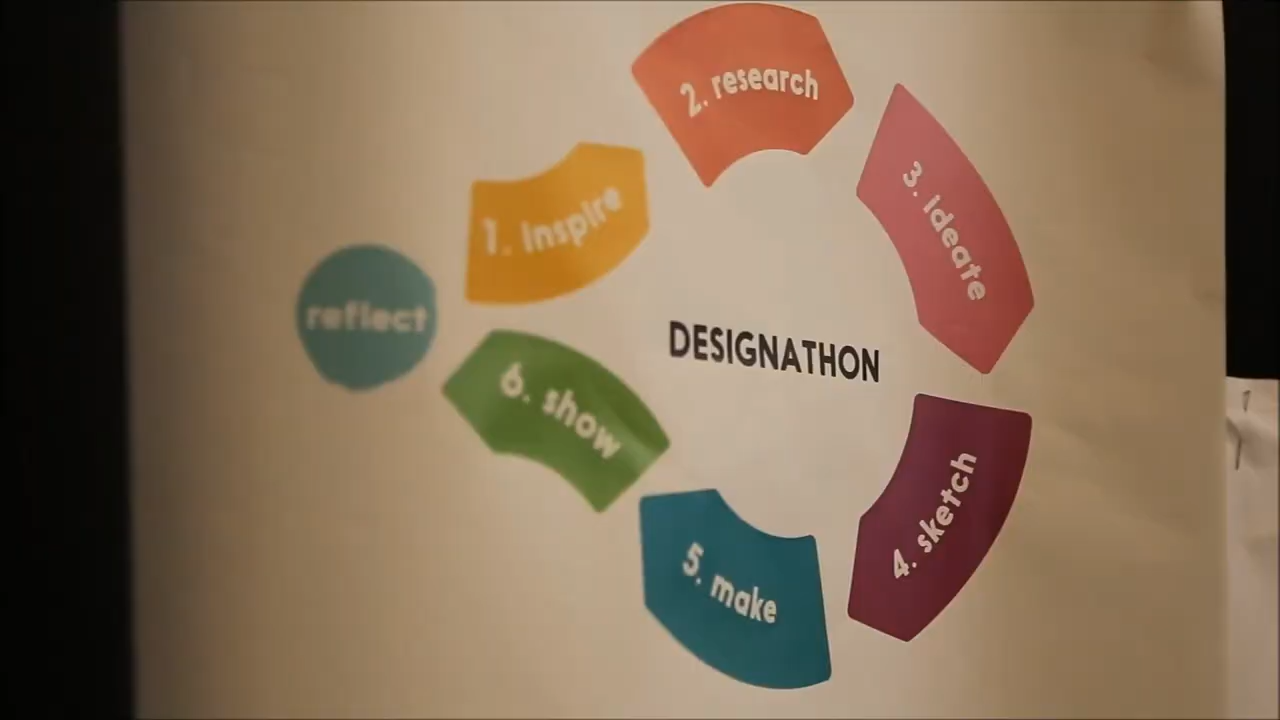 2. research
3. ideate
1. inspire
reflect
DESIGNATHON
6. show
4. sketch
5. make